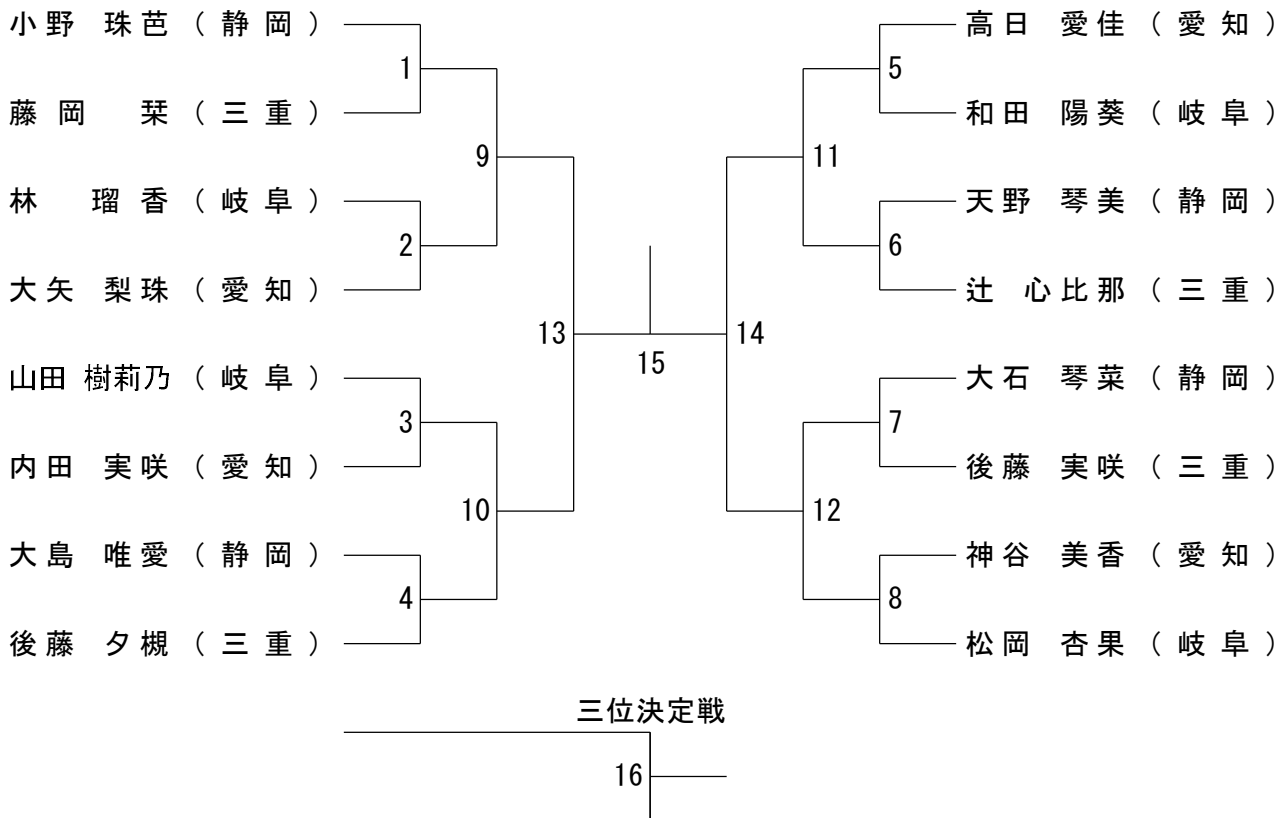 小野 珠芭 （ 静 岡 ）
1
藤岡 栞 （ 三 重 ）
9
林 瑠香 （ 岐 阜 ）
2
大矢 梨珠 （ 愛 知 ）
13
山田 樹莉乃 （ 岐 阜 ）
3
内田 実咲 （ 愛 知 ）
10
大島 唯愛 （ 静 岡 ）
4
後藤 夕槻 （ 三 重 ）
15
高日 愛佳 （ 愛 知 ）
5
和田 陽葵 （ 岐 阜 ）
11
天野 琴美 （ 静 岡 ）
6
辻 心比那 （ 三 重 ）
14
大石 琴菜 （ 静 岡 ）
7
後藤 実咲 （ 三 重 ）
12
神谷 美香 （ 愛 知 ）
8
松岡 杏果 （ 岐 阜 ）
三位決定戦
16